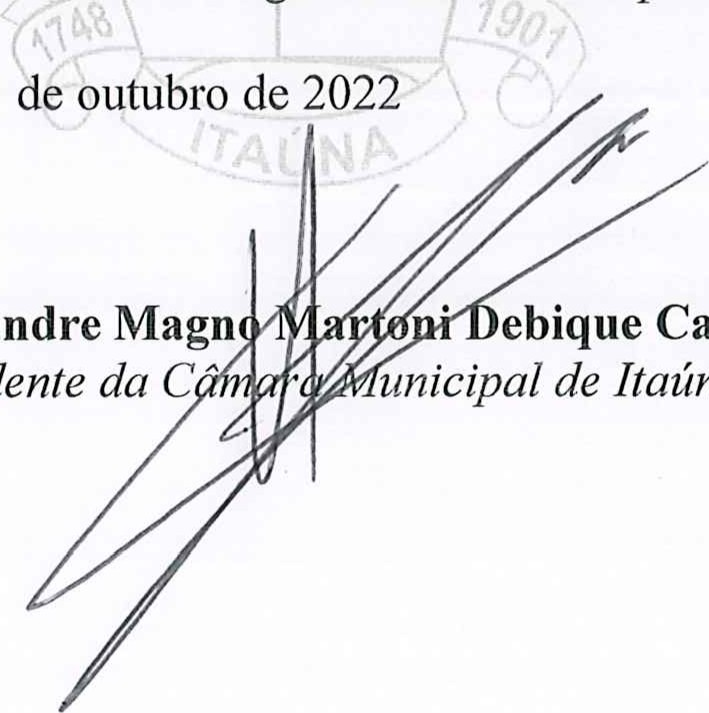 1748
1901
de outubro de 2022
ITAÚNA
ndre Magno Martoni Debique Ca
dente da Câmara Municipal de Itaún